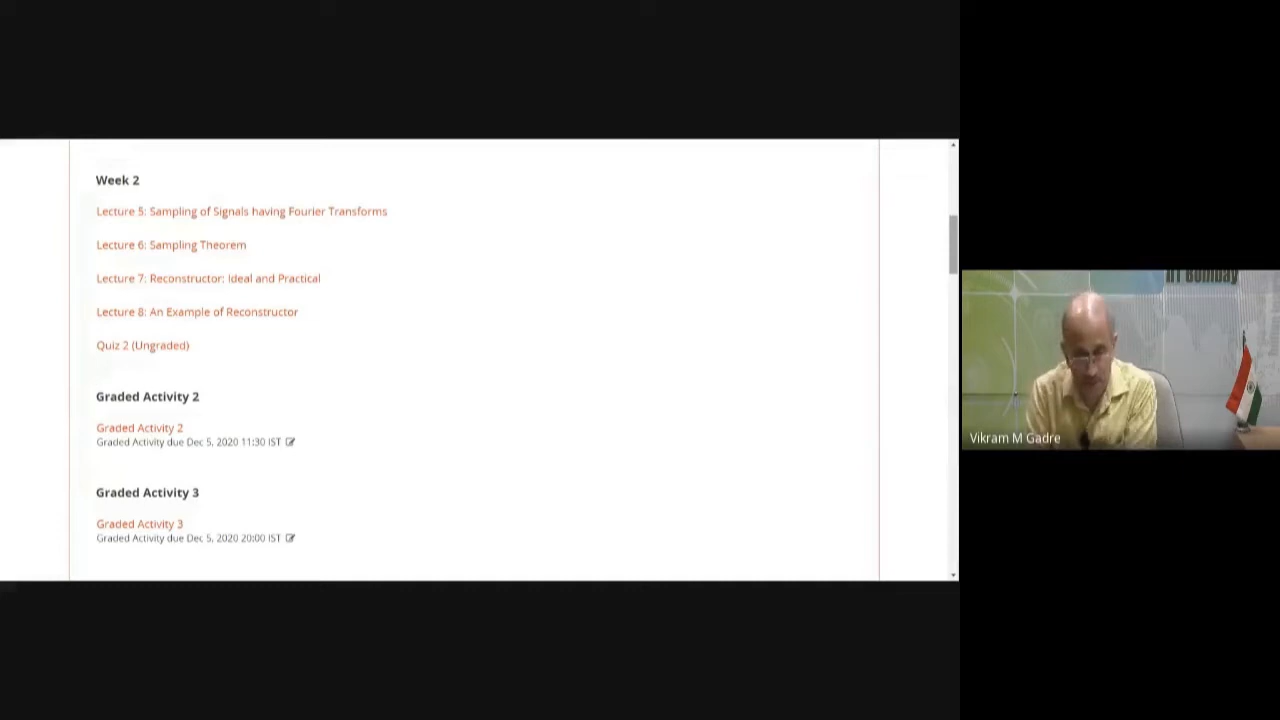 Week 2
Lecture 5: Sampling of Signals having Fourier Transforms
Lecture 6: Sampling Theorem
Lecture 7: Reconstructor: Ideal and Practical
Lecture 8: An Example of Reconstructor
Quiz 2 (Ungraded)
Graded Activity 2
Graded Activity 2
Graded Activity due Dec 5, 2020 11:30 IST
Graded Activity 3
Graded Activity 3
Graded Activity due Dec 5, 2020 20:00 IST
IIT Bombay
Vikram M Gadre